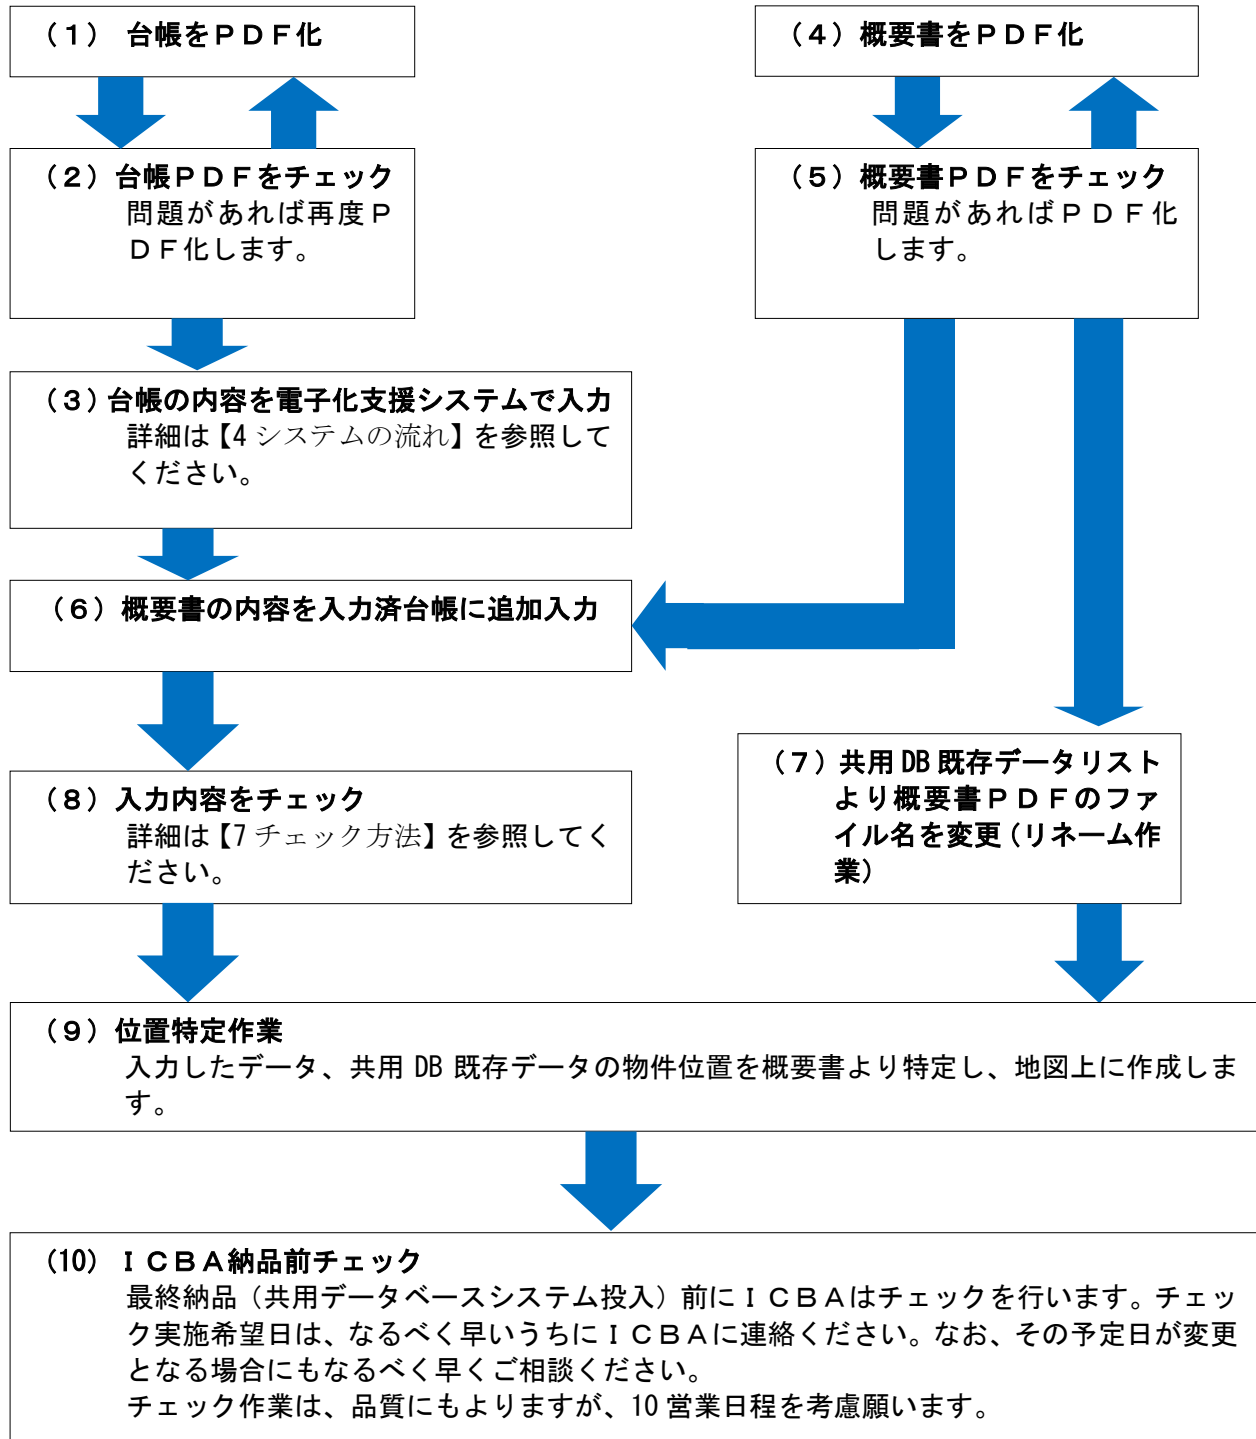 （１） 台帳をＰＤＦ化
（２）台帳ＰＤＦをチェック
問題があれば再度Ｐ
ＤＦ化します。
（３）台帳の内容を電子化支援システムで入力
詳細は【4 システムの流れ】を参照して
ください。
（４）概要書をＰＤＦ化
（５）概要書ＰＤＦをチェック
問題があればＰＤＦ化
します。
（６）概要書の内容を入力済台帳に追加入力
（７）共用 DB 既存データリスト
より概要書ＰＤＦのファ
イル名を変更（リネーム作
業）
（８）入力内容をチェック
詳細は【7 チェック方法】を参照してく
ださい。
（９）位置特定作業
入力したデータ、共用 DB 既存データの物件位置を概要書より特定し、地図上に作成しま
す。
(10) ＩＣＢＡ納品前チェック
最終納品（共用データベースシステム投入）前にＩＣＢＡはチェックを行います。チェッ
ク実施希望日は、なるべく早いうちにＩＣＢＡに連絡ください。なお、その予定日が変更
となる場合にもなるべく早くご相談ください。
チェック作業は、品質にもよりますが、10 営業日程を考慮願います。